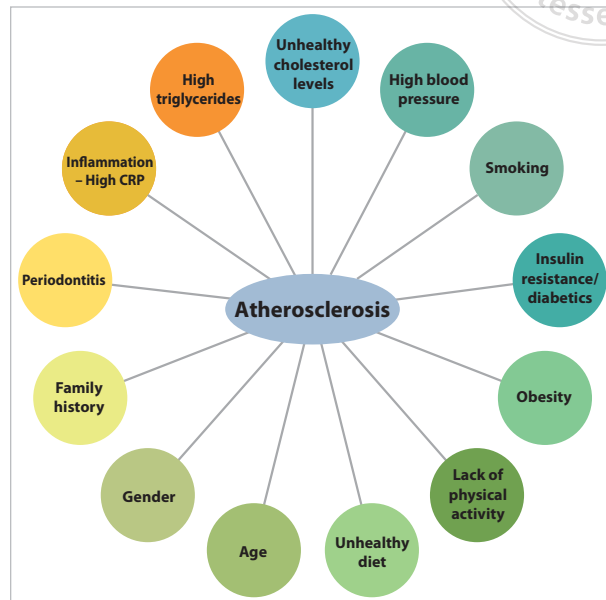 Unhealthy
cholesterol
levels
High blood
pressure
Smoking
Insulin
resistance/
diabetics
Obesity
Lack of
physical
activity
Unhealthy
diet
Age
Gender
Family
history
Periodontitis
Inflammation
– High CRP
High
triglycerides
Atherosclerosis